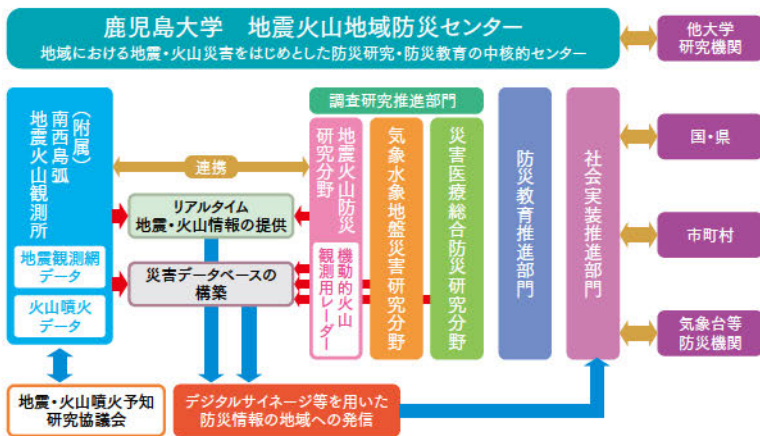 鹿児島大学　地震火山地域防災センター
地域における地震・火山災害をはじめとした防災研究・防災教育の中核的センター
他大学
研究機関
(附属)
南西島弧
地震火山観測所
地震観測網
データ
火山噴火
データ
連携
リアルタイム
地震・火山情報の提供
災害データベースの
構築
調査研究推進部門
地震火山防災
研究分野
機動的火山
観測用レーダー
気象水象地盤災害研究分野
災害医療総合防災研究分野
防災教育推進部門
社会実装推進部門
国・県
市町村
気象台等
防災機関
地震・火山噴火予知
研究協議会
デジタルサイネージ等を用いた
防災情報の地域への発信